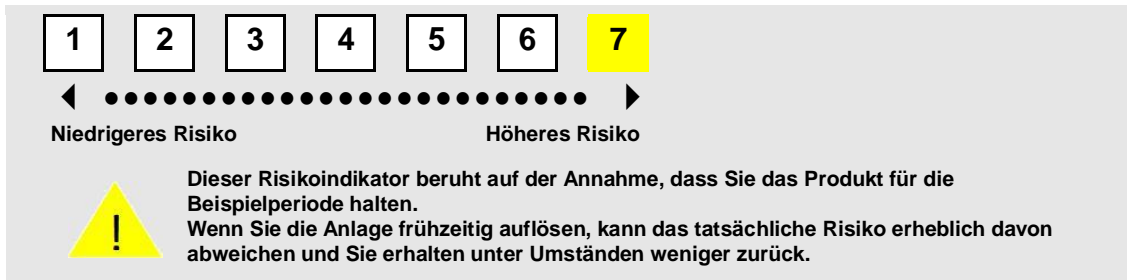 1 2 3 4 5 6 7
Niedrigeres Risiko Höheres Risiko
Dieser Risikoindikator beruht auf der Annahme, dass Sie das Produkt für die
Beispielperiode halten.
Wenn Sie die Anlage frühzeitig auflösen, kann das tatsächliche Risiko erheblich davon
abweichen und Sie erhalten unter Umständen weniger zurück.
!